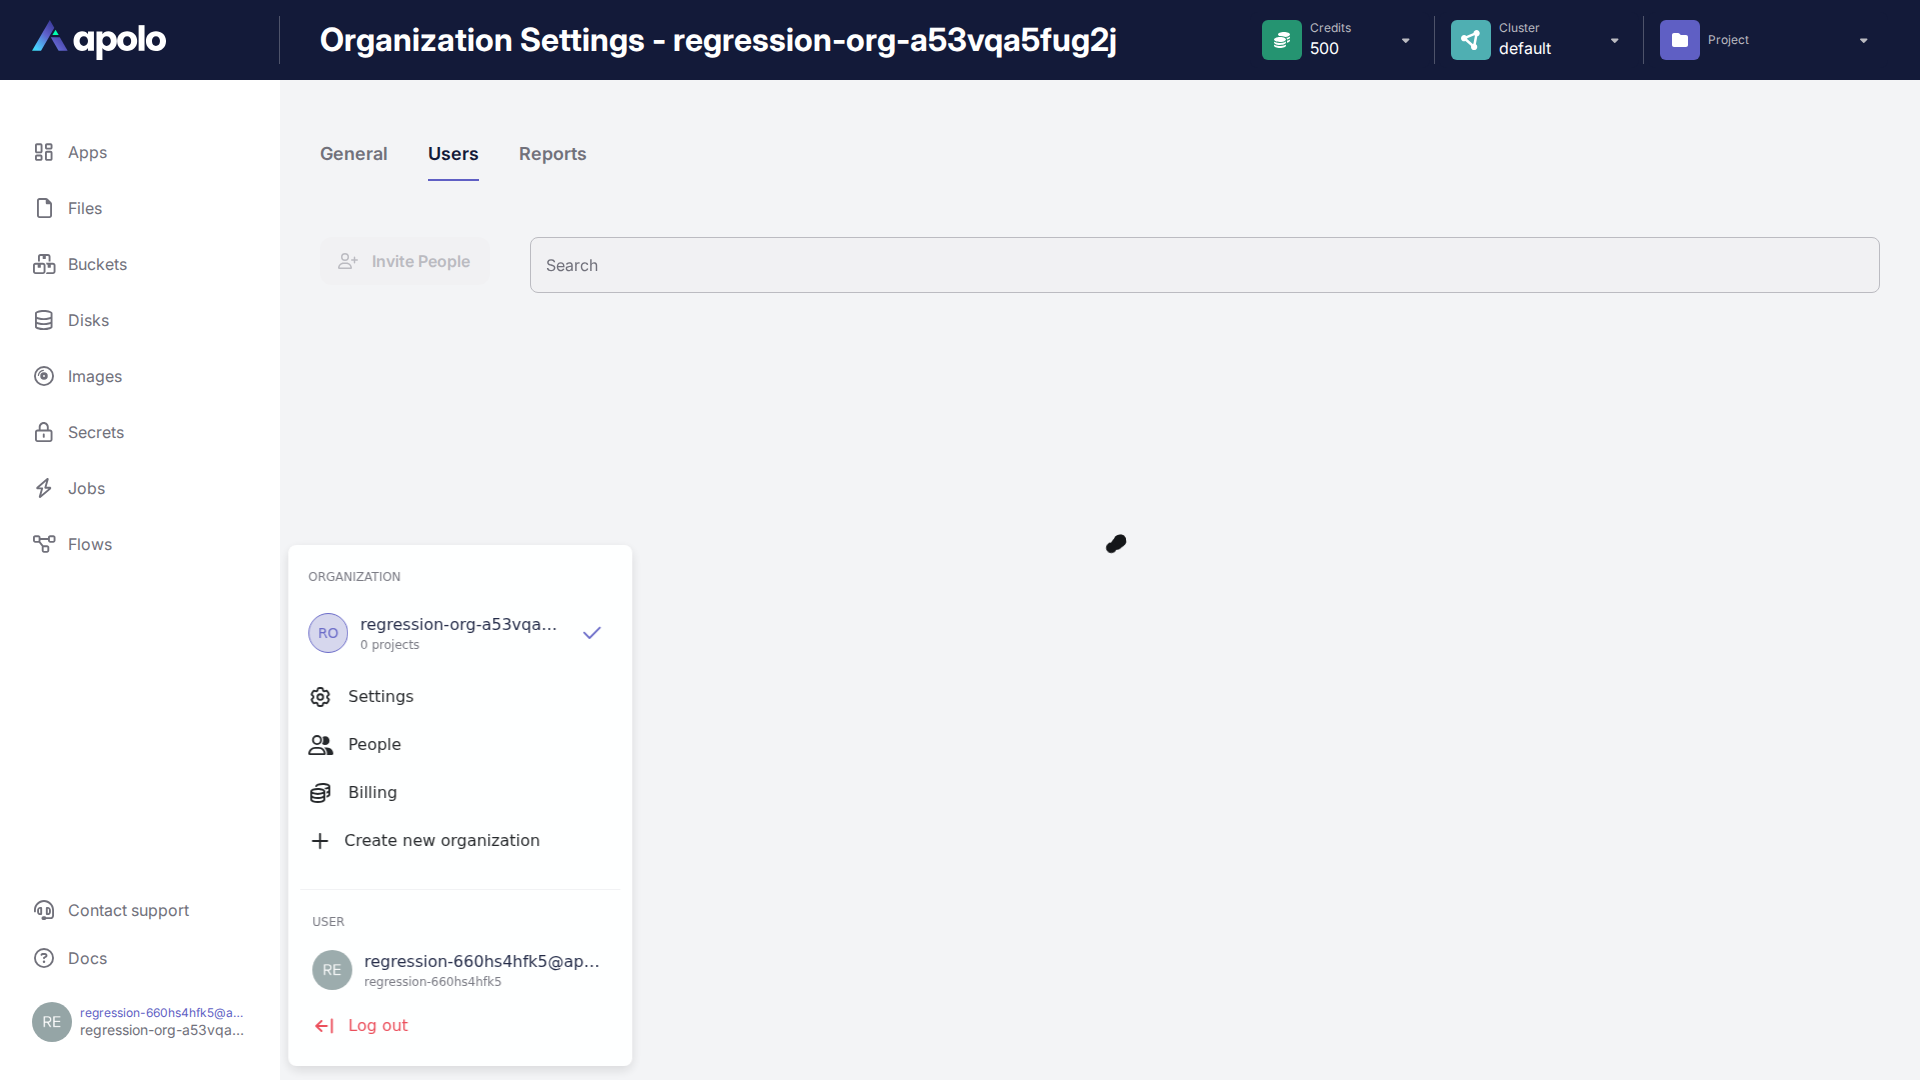 apolo
Organization Settings - regression-org-a53vqa5fug2j
Credits
500
Cluster
default
Project
Apps
Files
Buckets
Disks
Images
Secrets
Jobs
Flows
Contact support
Docs
RE
regression-660hs4hfk5@a...
regression-org-a53vqa...
General
Users
Reports
Invite People
Search
ORGANIZATION
RO
regression-org-a53vqa...
0 projects
Settings
People
Billing
Create new organization
USER
RE
regression-660hs4hfk5@ap...
regression-660hs4hfk5
Log out